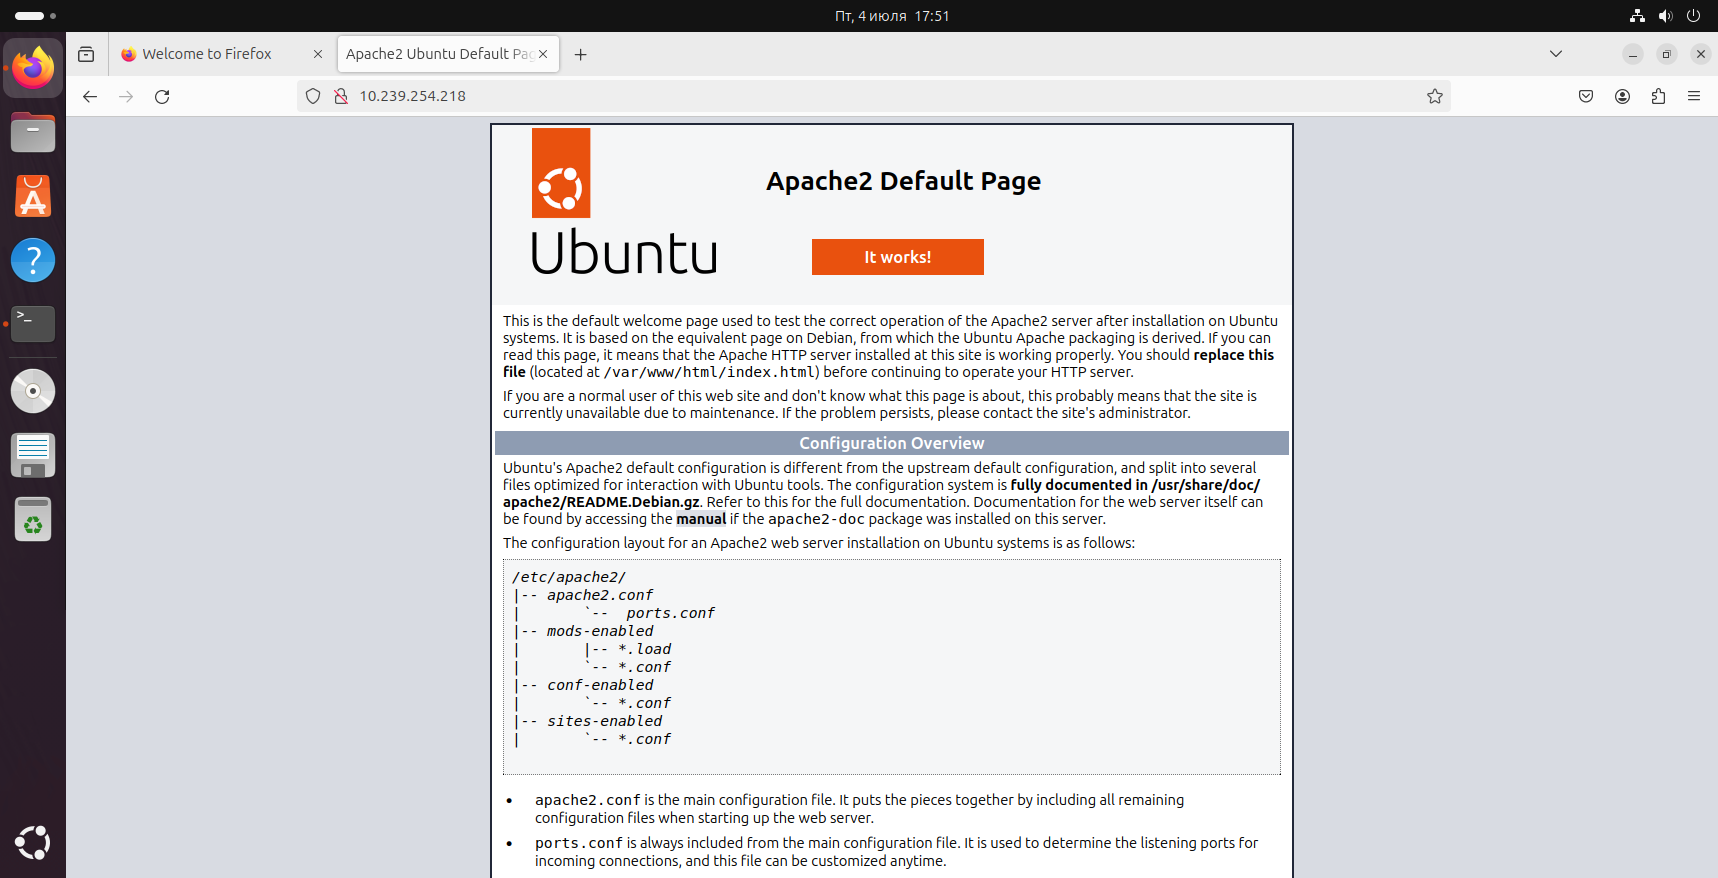 Пт, 4 июля 17:51
Welcome to Firefox
Apache2 Ubuntu Default Pag
10.239.254.218
Apache2 Default Page
Ubuntu
It works!
This is the default welcome page used to test the correct operation of the Apache2 server after installation on Ubuntu
systems. It is based on the equivalent page on Debian, from which the Ubuntu Apache packaging is derived. If you can
read this page, it means that the Apache HTTP server installed at this site is working properly. You should replace this
file (located at /var/www/html/index.html) before continuing to operate your HTTP server.
If you are a normal user of this web site and don't know what this page is about, this probably means that the site is
currently unavailable due to maintenance. If the problem persists, please contact the site's administrator.
Configuration Overview
Ubuntu's Apache2 default configuration is different from the upstream default configuration, and split into several
files optimized for interaction with Ubuntu tools. The configuration system is fully documented in /usr/share/doc/
apache2/README.Debian.gz. Refer to this for the full documentation. Documentation for the web server itself can
be found by accessing the manual if the apache2-doc package was installed on this server.
The configuration layout for an Apache2 web server installation on Ubuntu systems is as follows:
/etc/apache2/
|-- apache2.conf
|       `--  ports.conf
|-- mods-enabled
|       |-- *.load
|       `-- *.conf
|-- conf-enabled
|       `-- *.conf
|-- sites-enabled
|       `-- *.conf
• apache2.conf is the main configuration file. It puts the pieces together by including all remaining
configuration files when starting up the web server.
• ports.conf is always included from the main configuration file. It is used to determine the listening ports for
incoming connections, and this file can be customized anytime.